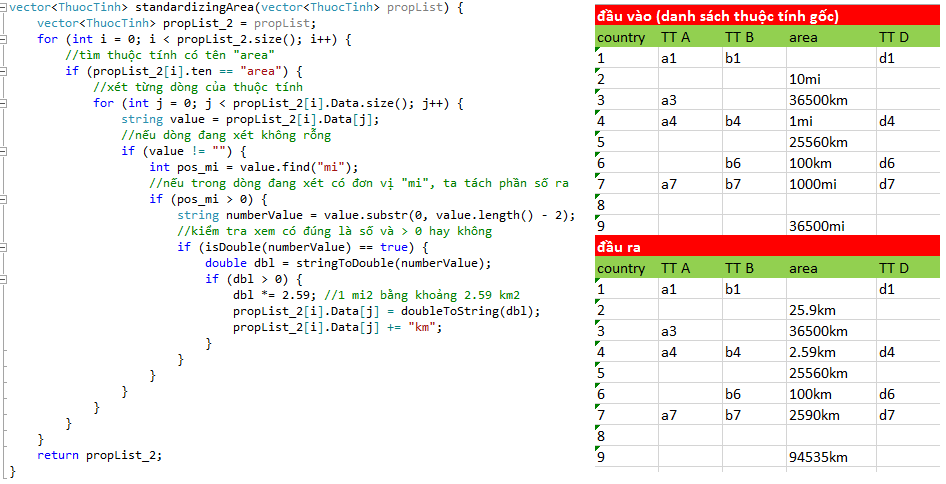 vector<ThuocTinh> standardizingArea(vector<ThuocTinh> propList) {
vector<ThuocTinh> propList_2 = propList;
for (int i = 0; i < propList_2.size(); i++) {
//tìm thuộc tính có tên "area"
if (propList_2[i].ten == "area") {
//xét từng dòng của thuộc tính
for (int j = 0; j < propList_2[i].Data.size(); j++) {
string value = propList_2[i].Data[j];
//nếu dòng đang xét không rỗng
if (value != "") {
int pos_mi = value.find("mi");
//nếu trong dòng đang xét có đơn vị "mi", ta tách phần số ra
if (pos_mi > 0) {
string numberValue = value.substr(0, value.length() - 2);
//kiểm tra xem có đúng là số và > 0 hay không
if (isDouble(numberValue) == true) {
double dbl = stringToDouble(numberValue);
if (dbl > 0) {
dbl *= 2.59; //1 mi2 bằng khoảng 2.59 km2
propList_2[i].Data[j] = doubleToString(dbl);
propList_2[i].Data[j] += "km";
}
}
}
}
}
}
}
return propList_2;
}
đầu vào (danh sách thuộc tính gốc)
country TT A TT B area TT D
1 a1 b1 d1
2 10mi
3 a3 36500km
4 a4 b4 1mi d4
5 25560km
6 b6 100km d6
7 a7 b7 1000mi d7
8
9 36500mi
đầu ra
country TT A TT B area TT D
1 a1 b1 d1
2 25.9km
3 a3 36500km
4 a4 b4 2.59km d4
5 25560km
6 b6 100km d6
7 a7 b7 2590km d7
8
9 94535km